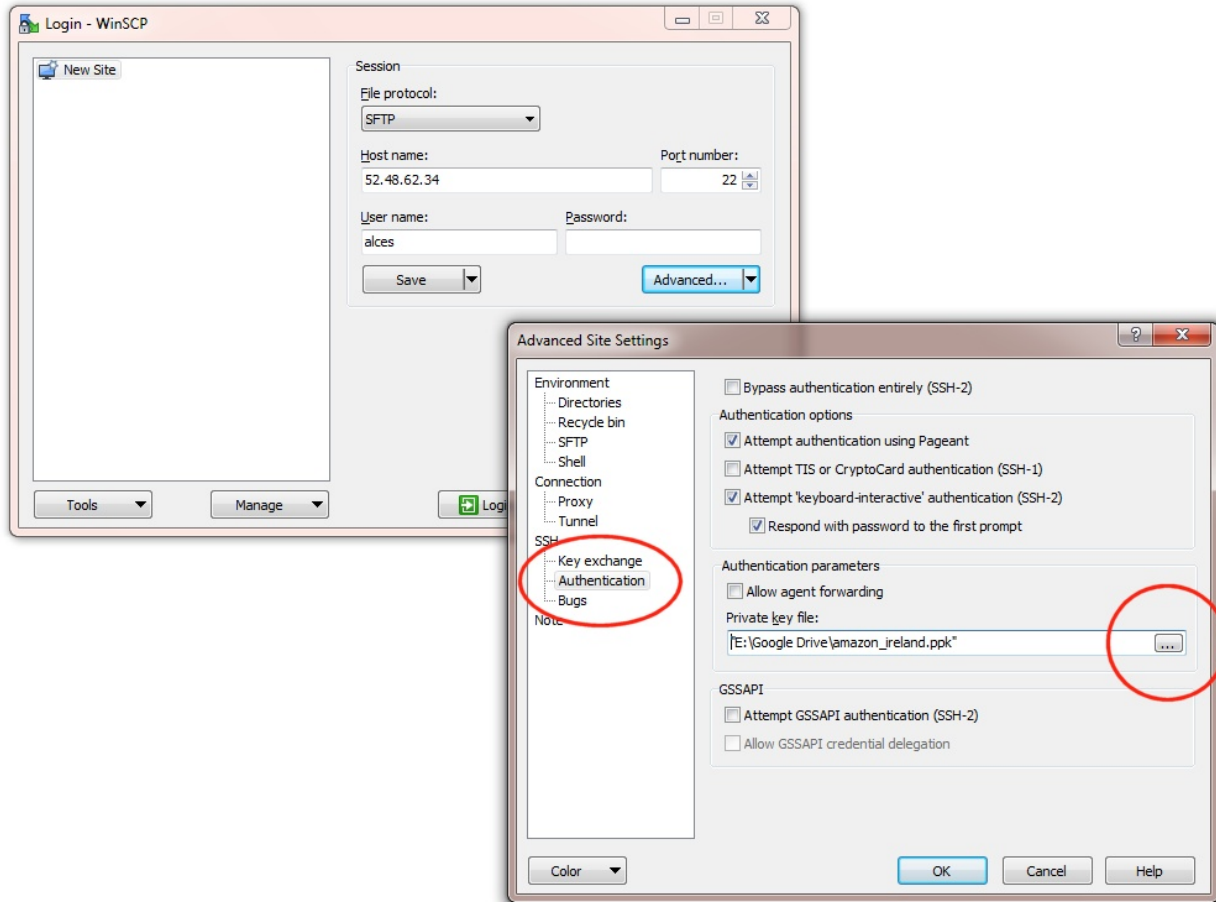 Login - WinSCP
New Site
Session
File protocol:
SFTP
Host name:
Port number:
52.48.62.34
22
User name:
Password:
alces
Save
Advanced...
Tools
Manage
Advanced Site Settings
Environment
Directories
Recycle bin
SFTP
Shell
Connection
Proxy
Tunnel
SSH
Key exchange
Authentication
Bugs
Note
Bypass authentication entirely (SSH-2)
Authentication options
Attempt authentication using Pageant
Attempt TIS or CryptoCard authentication (SSH-1)
Attempt 'keyboard-interactive' authentication (SSH-2)
Respond with password to the first prompt
Authentication parameters
Allow agent forwarding
Private key file:
"E:\Google Drive\amazon_ireland.ppk"
...
GSSAPI
Attempt GSSAPI authentication (SSH-2)
Allow GSSAPI credential delegation
Color
OK
Cancel
Help